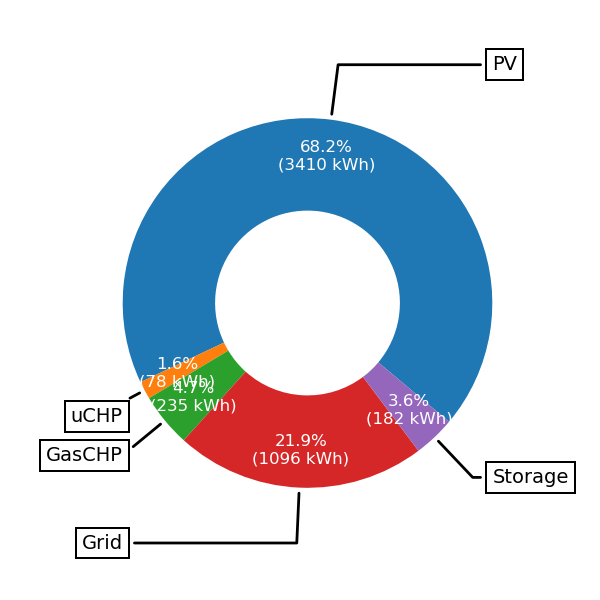 PV
68.2%
(3410 kWh)
1.6%
(78 kWh)
4.7%
(235 kWh)
3.6%
(182 kWh)
uCHP
GasCHP
21.9%
(1096 kWh)
Storage
Grid